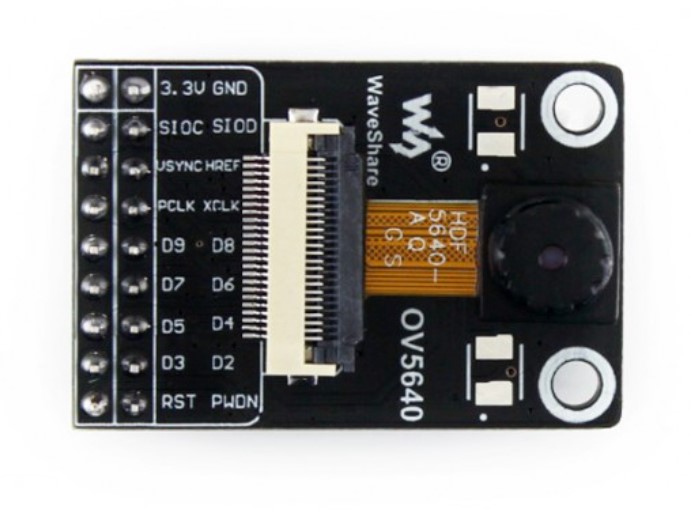 3.3V GND
SIOC SIOD
VSYNC HREF
PCLK XCLK
D9 D8
D7 D6
D5 D4
D3 D2
RST PWDN
WaveShare
®
HDF
5640-
A Q
G S
OV5640